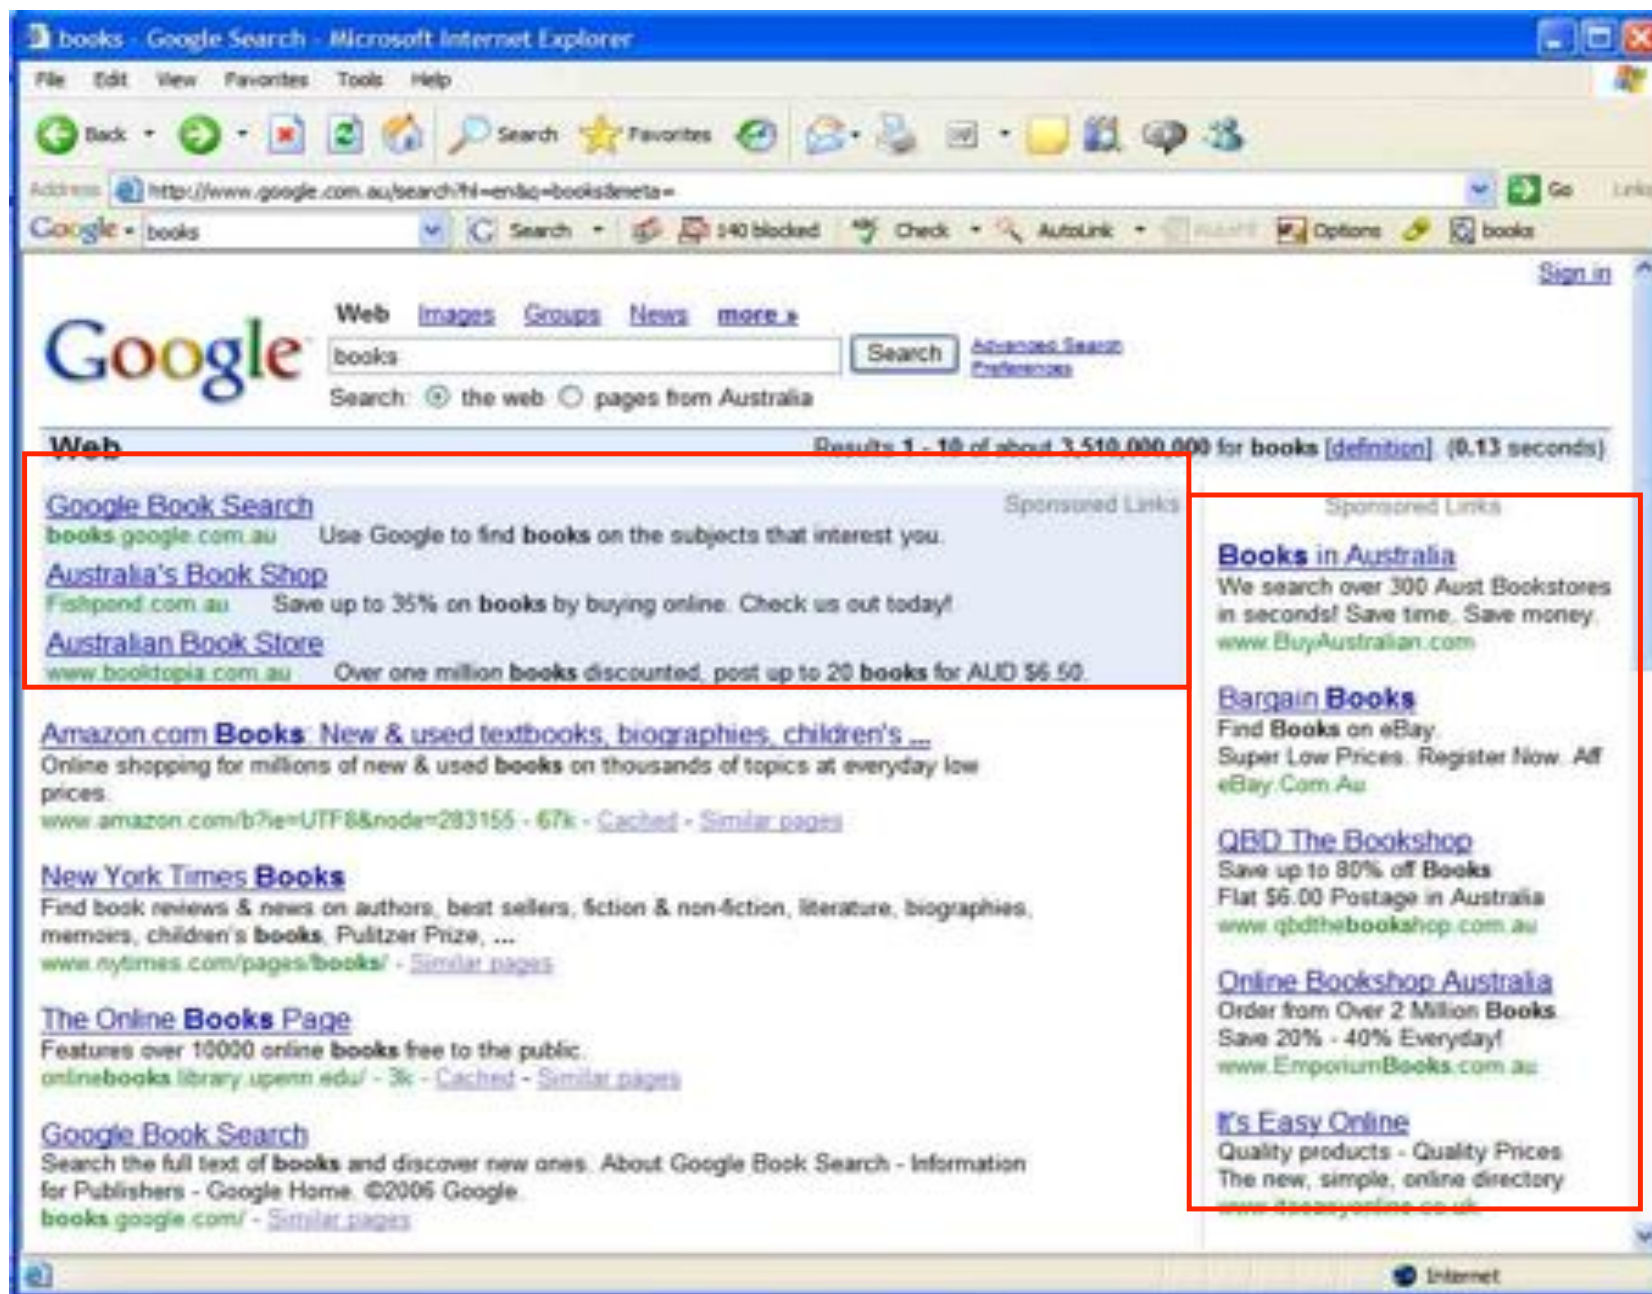 books - Google Search - Microsoft Internet Explorer
File Edit View Favorites Tools Help
Back Search Favorites
Address http://www.google.com.au/search?hl=en&q=books&meta= Go Links
Google books Search 140 blocked Check AutoLink Options books
Sign in
Web Images Groups News more »
Google books Search Advanced Search
Preferences
Search: the web pages from Australia
Web Results 1 - 10 of about 3,510,000,000 for books [definition]. (0.13 seconds)
Google Book Search Sponsored Links
books.google.com.au Use Google to find books on the subjects that interest you.
Australia's Book Shop
Fishpond.com.au Save up to 35% on books by buying online. Check us out today!
Australian Book Store
www.booktopia.com.au Over one million books discounted, post up to 20 books for AUD $6.50.
Amazon.com Books: New & used textbooks, biographies, children's ...
Online shopping for millions of new & used books on thousands of topics at everyday low
prices.
www.amazon.com/b?ie=UTF8&node=283155 - 67k - Cached - Similar pages
New York Times Books
Find book reviews & news on authors, best sellers, fiction & non-fiction, literature, biographies,
memoirs, children's books, Pulitzer Prize, ...
www.nytimes.com/pages/books/ - Similar pages
The Online Books Page
Features over 10000 online books free to the public.
onlinebooks.library.upenn.edu/ - 3k - Cached - Similar pages
Google Book Search
Search the full text of books and discover new ones. About Google Book Search - Information
for Publishers - Google Home. ©2006 Google.
books.google.com/ - Similar pages
Sponsored Links
Books in Australia
We search over 300 Aust Bookstores
in seconds! Save time, Save money.
www.BuyAustralian.com
Bargain Books
Find Books on eBay.
Super Low Prices. Register Now. Aff
eBay.Com.Au
QBD The Bookshop
Save up to 80% off Books
Flat $6.00 Postage in Australia
www.qbdthebookshop.com.au
Online Bookshop Australia
Order from Over 2 Million Books.
Save 20% - 40% Everyday!
www.EmporiumBooks.com.au
It's Easy Online
Quality products - Quality Prices
The new, simple, online directory
www.itseasyonline.co.uk
Internet